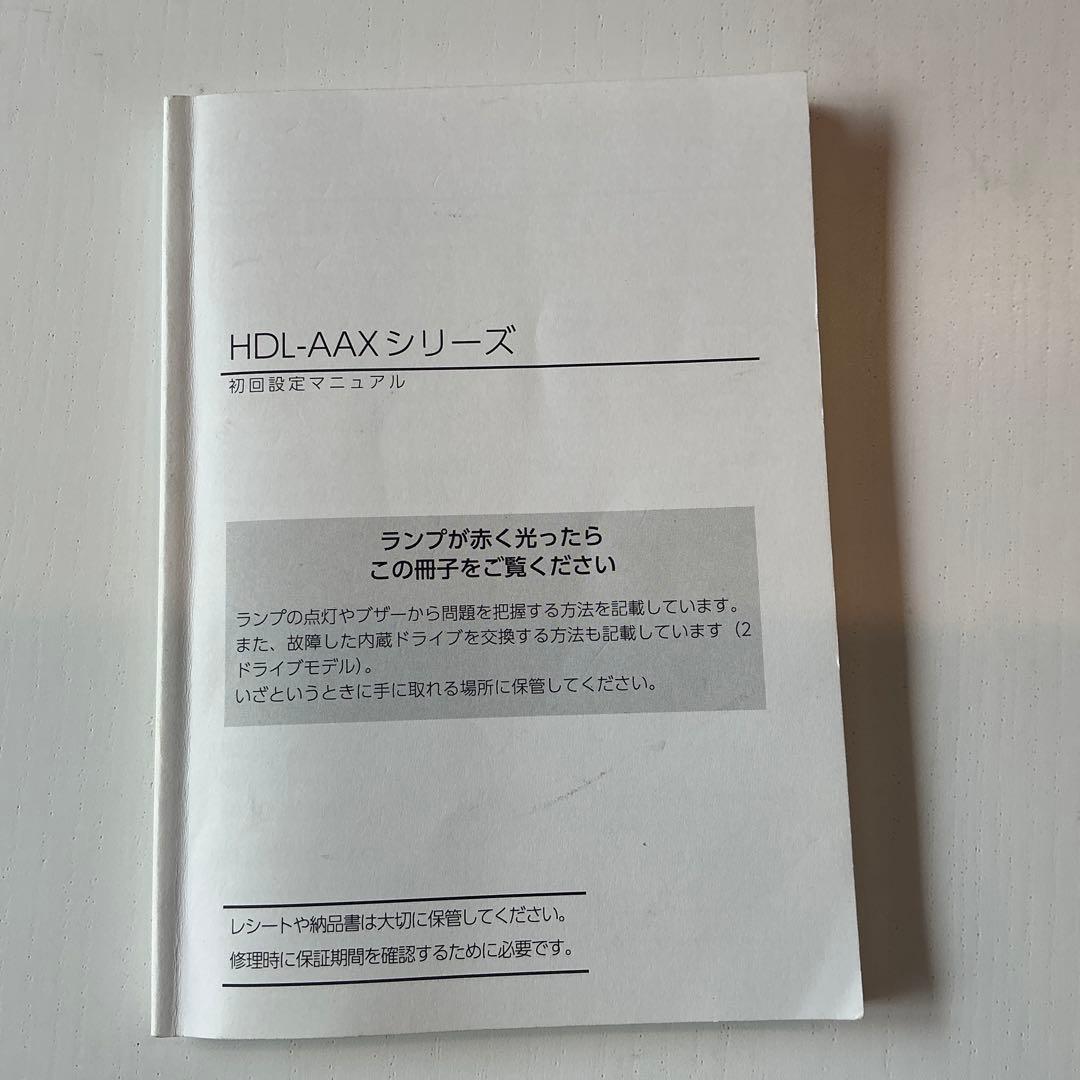 HDL-AAXシリーズ
初回設定マニュアル
ランプが赤く光ったら
この冊子をご覧ください
ランプの点灯やブザーから問題を把握する方法を記載しています。
また、故障した内蔵ドライブを交換する方法も記載しています（2
ドライブモデル）。
いざというときに手に取れる場所に保管してください。
レシートや納品書は大切に保管してください。
修理時に保証期間を確認するために必要です。